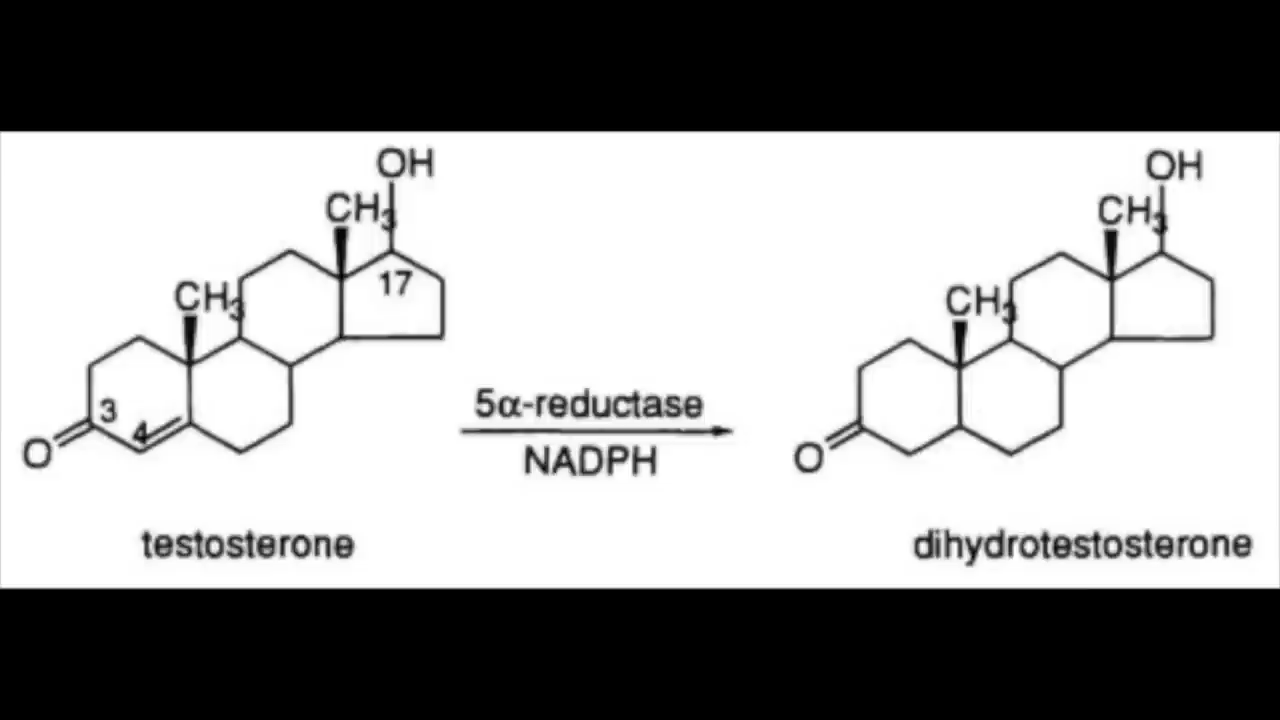 OH
CH3
17
CH3
3
4
O
testosterone
5α-reductase
NADPH
OH
CH3
CH3
O
dihydrotestosterone